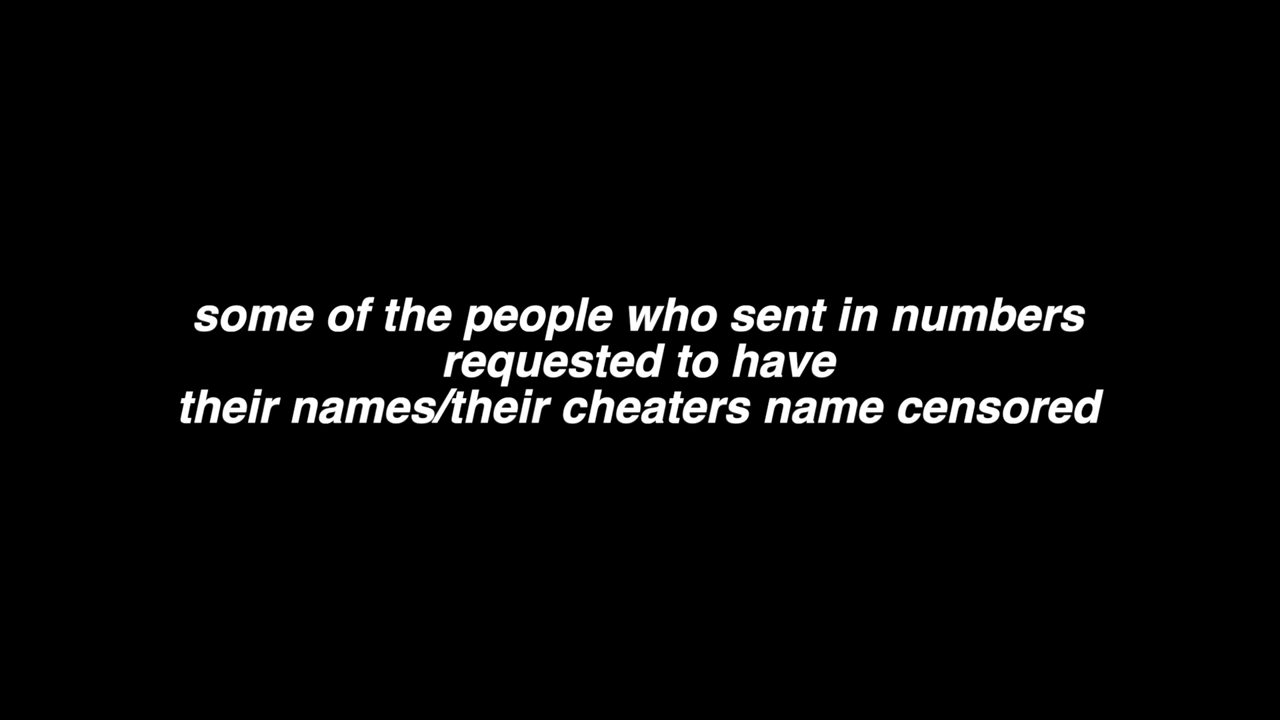 some of the people who sent in numbers
requested to have
their names/their cheaters name censored